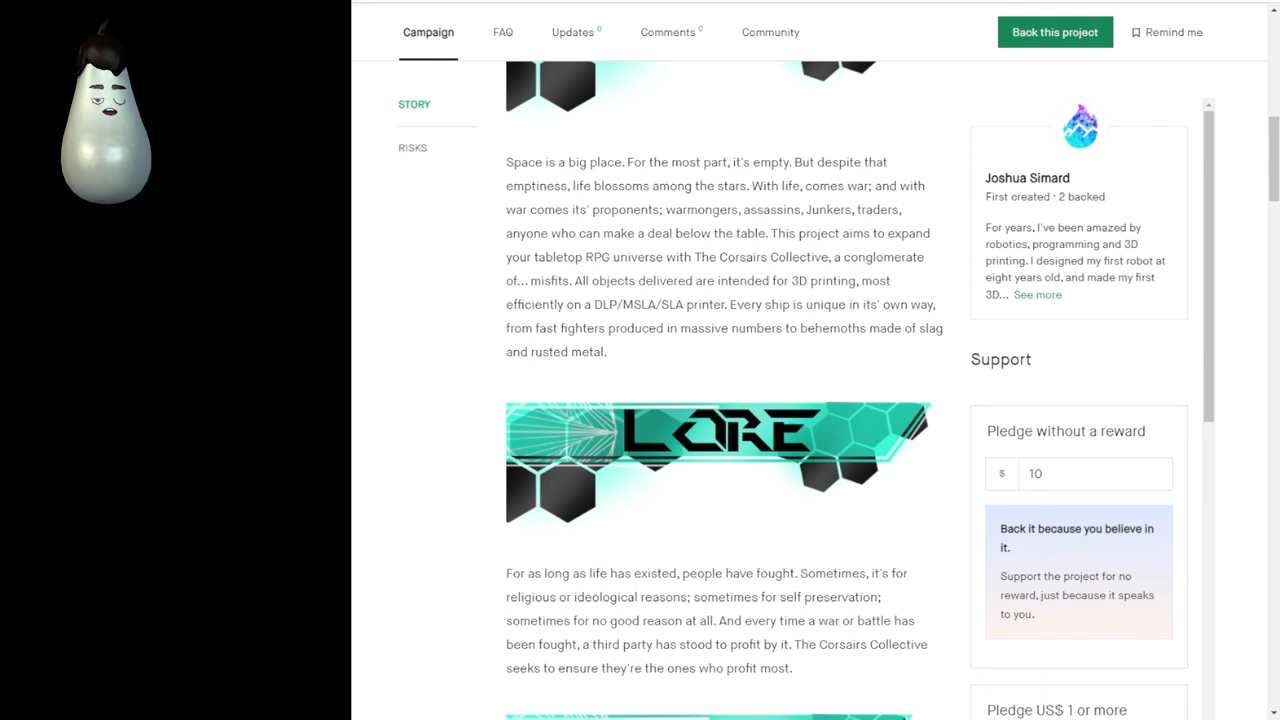 Campaign
FAQ
Updates 0
Comments 0
Community
Back this project
Remind me
STORY
RISKS
Space is a big place. For the most part, it's empty. But despite that
emptiness, life blossoms among the stars. With life, comes war; and with
war comes its' proponents; warmongers, assassins, Junkers, traders,
anyone who can make a deal below the table. This project aims to expand
your tabletop RPG universe with The Corsairs Collective, a conglomerate
of... misfits. All objects delivered are intended for 3D printing, most
efficiently on a DLP/MSLA/SLA printer. Every ship is unique in its' own way,
from fast fighters produced in massive numbers to behemoths made of slag
and rusted metal.
LORE
For as long as life has existed, people have fought. Sometimes, it's for
religious or ideological reasons; sometimes for self preservation;
sometimes for no good reason at all. And every time a war or battle has
been fought, a third party has stood to profit by it. The Corsairs Collective
seeks to ensure they're the ones who profit most.
Joshua Simard
First created · 2 backed
For years, I've been amazed by
robotics, programming and 3D
printing. I designed my first robot at
eight years old, and made my first
3D... See more
Support
Pledge without a reward
$ 10
Back it because you believe in
it.
Support the project for no
reward, just because it speaks
to you.
Pledge US$ 1 or more